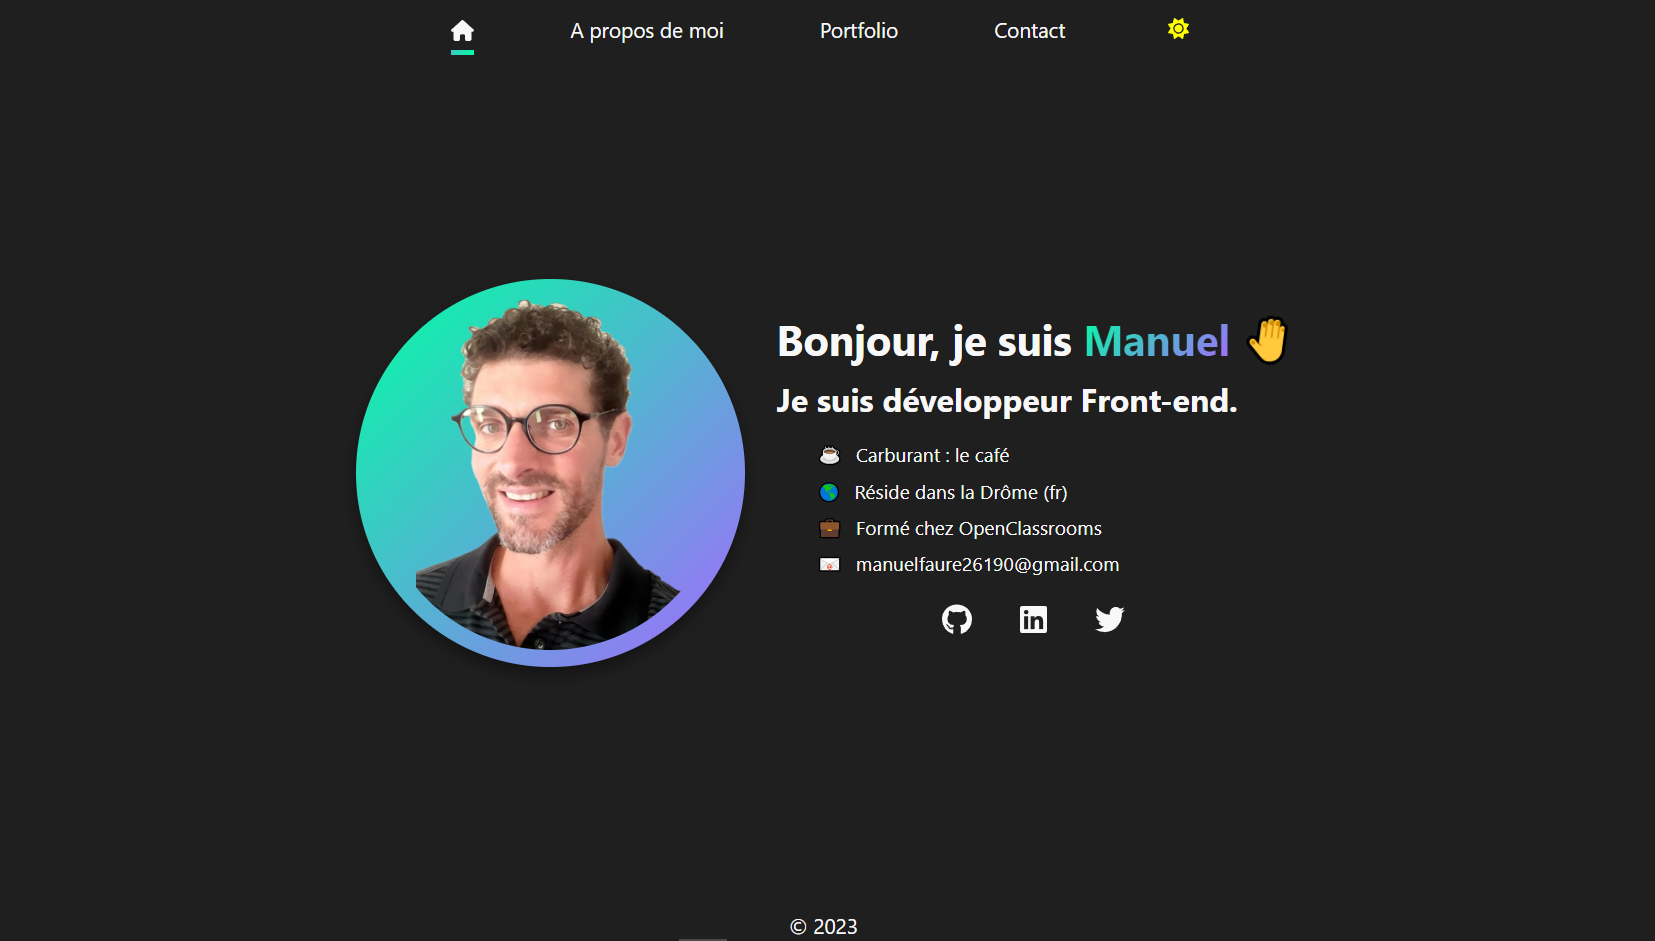 A propos de moi Portfolio Contact
Bonjour, je suis Manuel
Je suis développeur Front-end.
Carburant : le café
Réside dans la Drôme (fr)
Formé chez OpenClassrooms
manuelfaure26190@gmail.com
© 2023